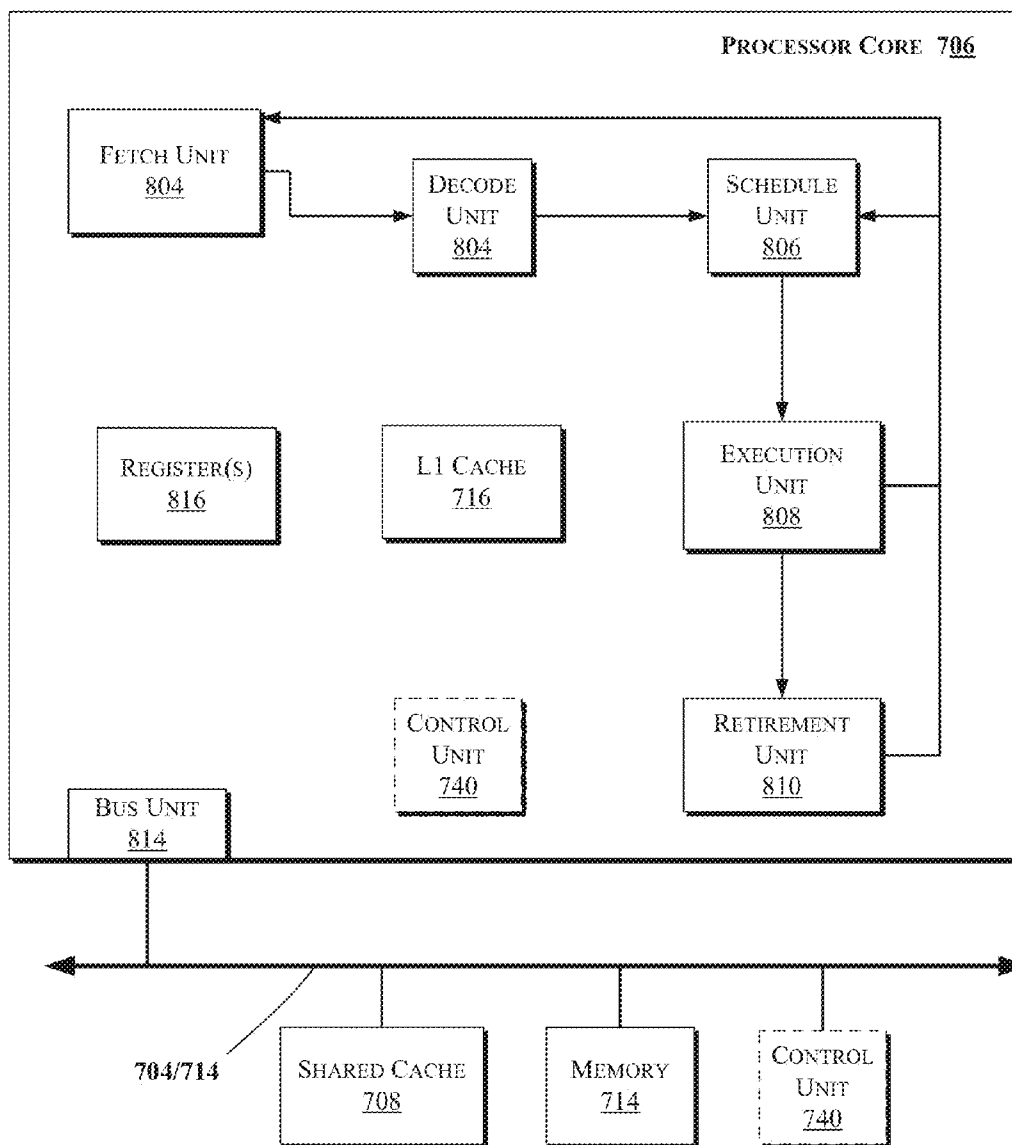 PROCESSOR CORE 706
FETCH UNIT
804
DECODE
UNIT
804
SCHEDULE
UNIT
806
REGISTER(S)
816
L1 CACHE
716
EXECUTION
UNIT
808
CONTROL
UNIT
740
RETIREMENT
UNIT
810
BUS UNIT
814
704/714
SHARED CACHE
708
MEMORY
714
CONTROL
UNIT
740